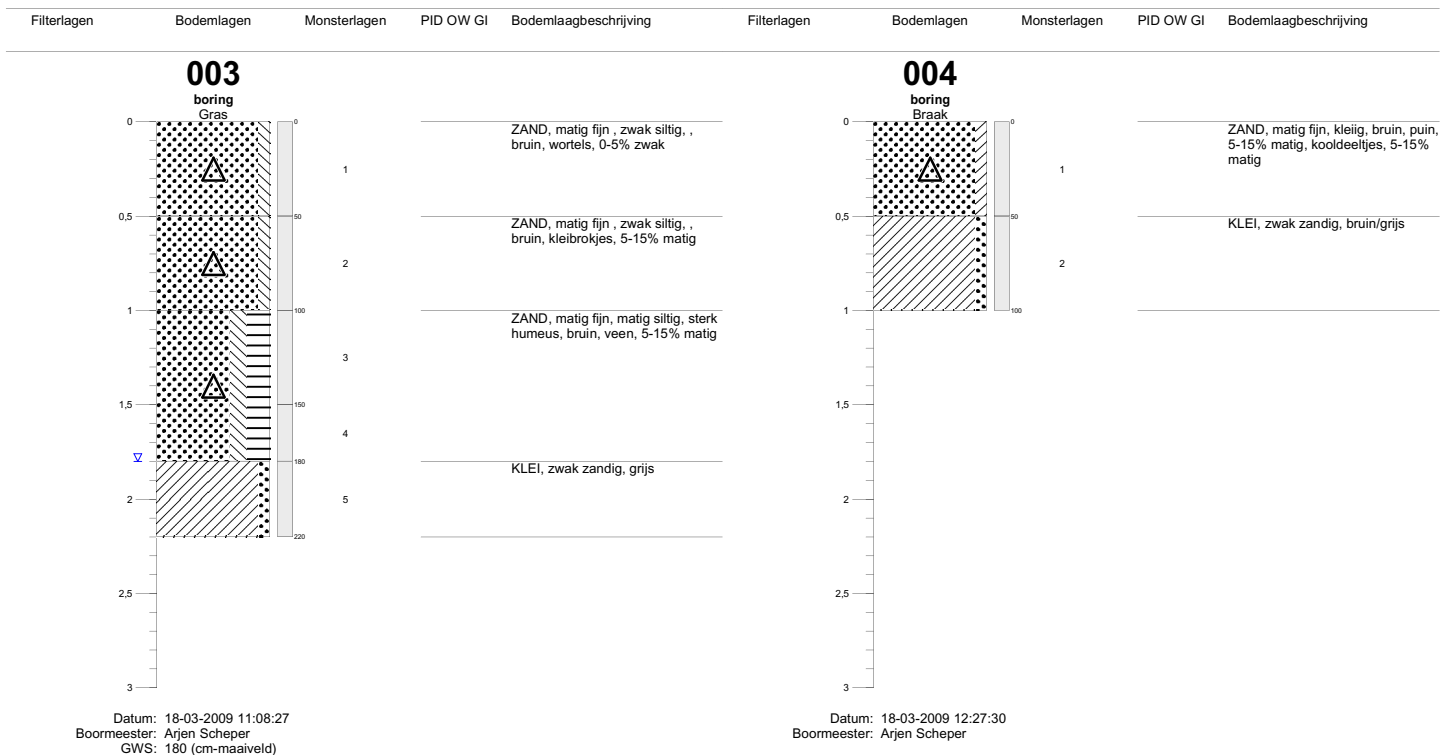 Filterlagen Bodemlagen Monsterlagen PID OW GI Bodemlaagbeschrijving Filterlagen Bodemlagen Monsterlagen PID OW GI Bodemlaagbeschrijving
003
boring
Gras
0
0,5
1
1,5
2
2,5
3
0
50
100
150
180
220
1
2
3
4
5
ZAND, matig fijn , zwak siltig, ,
bruin, wortels, 0-5% zwak
ZAND, matig fijn , zwak siltig, ,
bruin, kleibrokjes, 5-15% matig
ZAND, matig fijn, matig siltig, sterk
humeus, bruin, veen, 5-15% matig
KLEI, zwak zandig, grijs
Datum: 18-03-2009 11:08:27
Boormeester: Arjen Scheper
GWS: 180 (cm-maaiveld)
004
boring
Braak
0
0,5
1
1,5
2
2,5
3
0
50
100
1
2
ZAND, matig fijn, kleiig, bruin, puin,
5-15% matig, kooldeeltjes, 5-15%
matig
KLEI, zwak zandig, bruin/grijs
Datum: 18-03-2009 12:27:30
Boormeester: Arjen Scheper